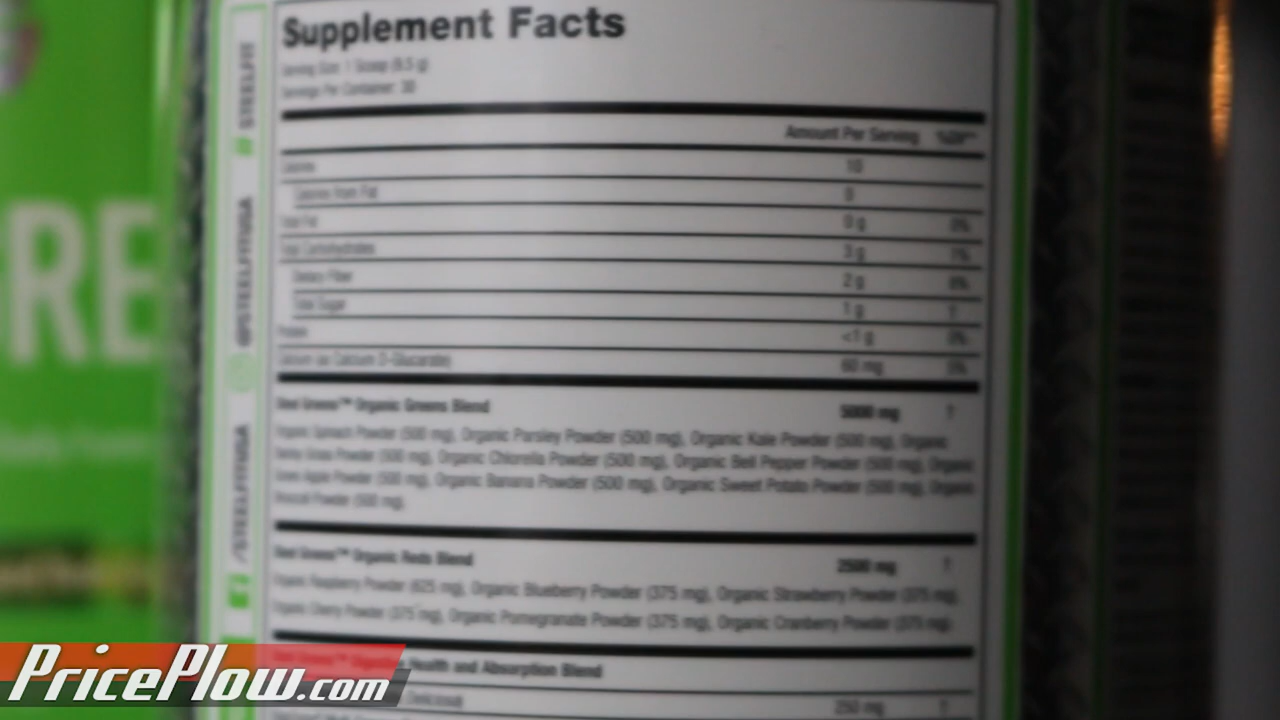 Supplement Facts
Serving Size: 1 Scoop (9.5 g)
Servings Per Container: 30
Amount Per Serving %DV**
Calories 10
Calories from Fat 0
Total Fat 0 g 0%
Total Carbohydrates 3 g 1%
Dietary Fiber 2 g 8%
Total Sugar 1 g †
Protein <1 g 0%
Calcium (as Calcium D-Glucarate) 60 mg
Steel Greens™ Organic Greens Blend 5000 mg †
Organic Spinach Powder (500 mg), Organic Parsley Powder (500 mg), Organic Kale Powder (500 mg), Organic
Barley Grass Powder (500 mg), Organic Chlorella Powder (500 mg), Organic Bell Pepper Powder (500 mg), Organic
Green Apple Powder (500 mg), Organic Banana Powder (500 mg), Organic Sweet Potato Powder (500 mg), Organic
Broccoli Powder (500 mg).
Steel Greens™ Organic Reds Blend 2500 mg †
Organic Raspberry Powder (625 mg), Organic Blueberry Powder (375 mg), Organic Strawberry Powder (375 mg),
Organic Cherry Powder (375 mg), Organic Pomegranate Powder (375 mg), Organic Cranberry Powder (375 mg).
Health and Absorption Blend
250 mg †
STEELFIT
@STEELFITUSA
/STEELFITUSA
RE
PricePlow.com